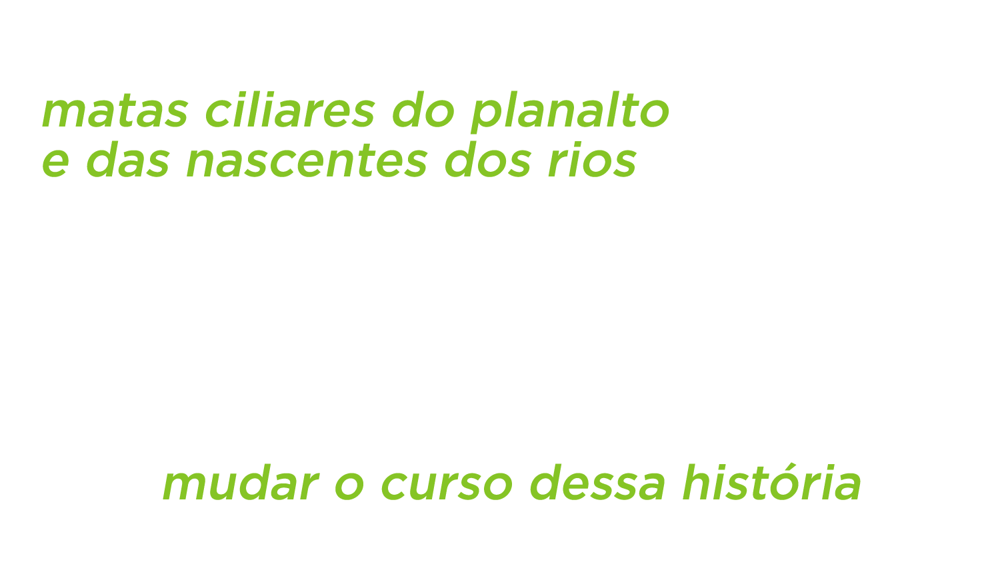 matas ciliares do planalto
e das nascentes dos rios
mudar o curso dessa história